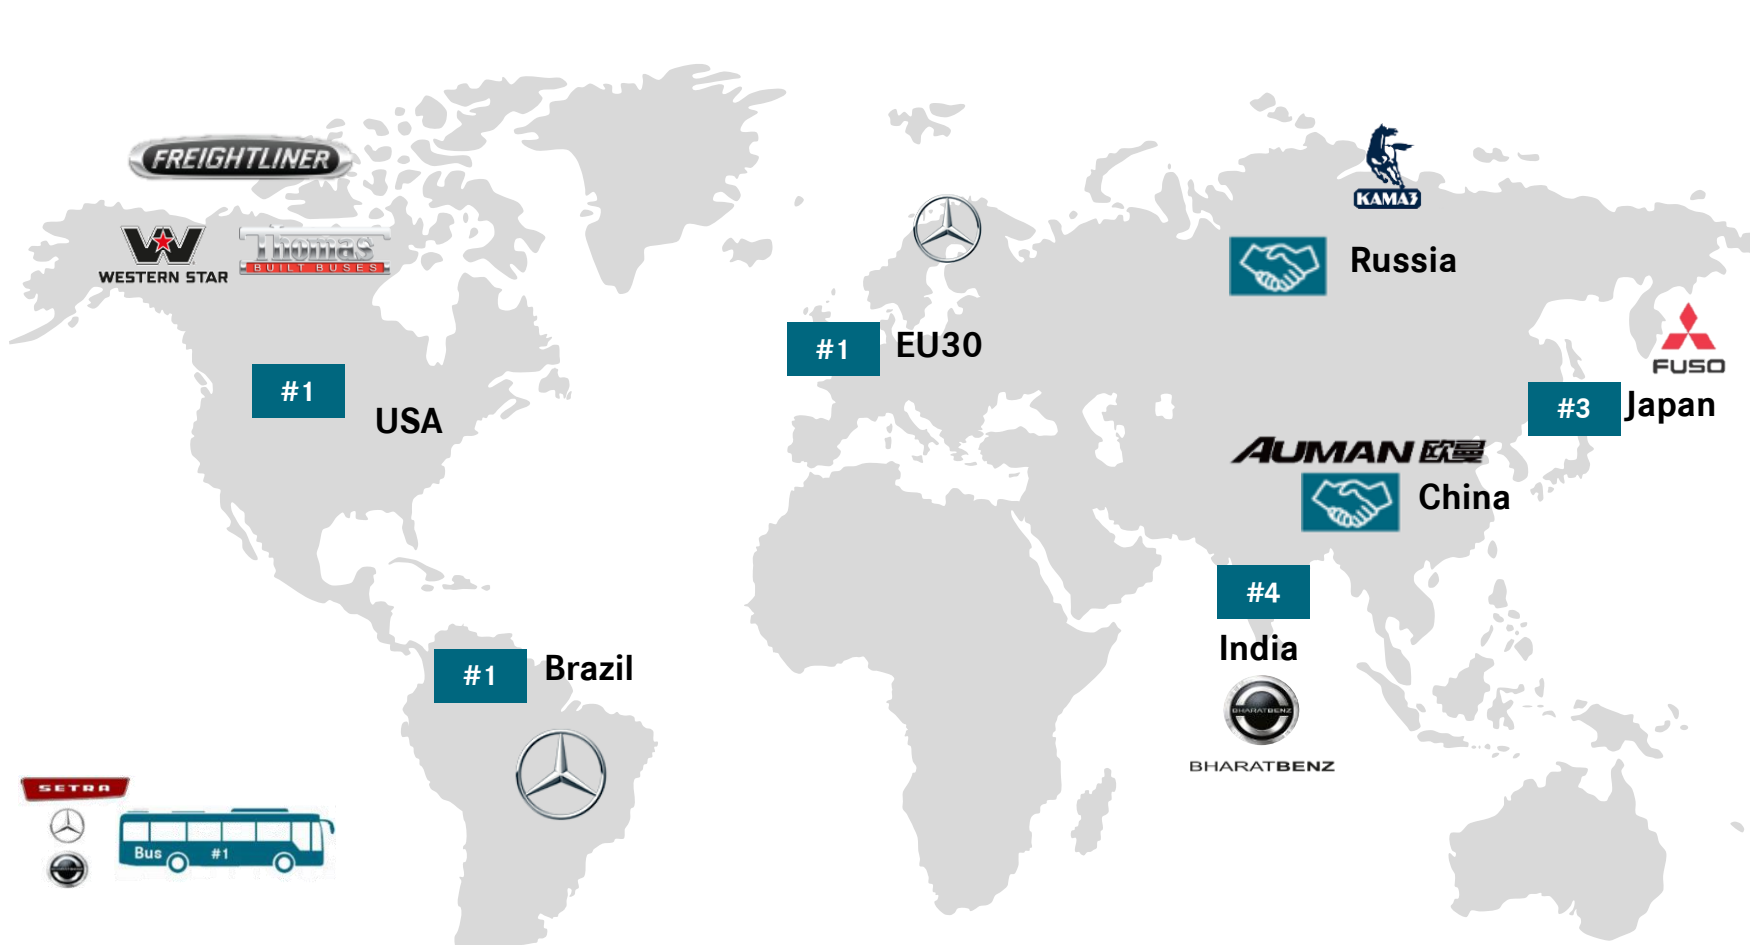 FREIGHTLINER
WESTERN STAR
Thomas
BUILT BUSES
#1
USA
#1
EU30
KAMAZ
Russia
FUSO
#3
Japan
AUMAN 欧曼
China
#4
India
BHARATBENZ
BHARATBENZ
#1
Brazil
SETRA
Bus #1